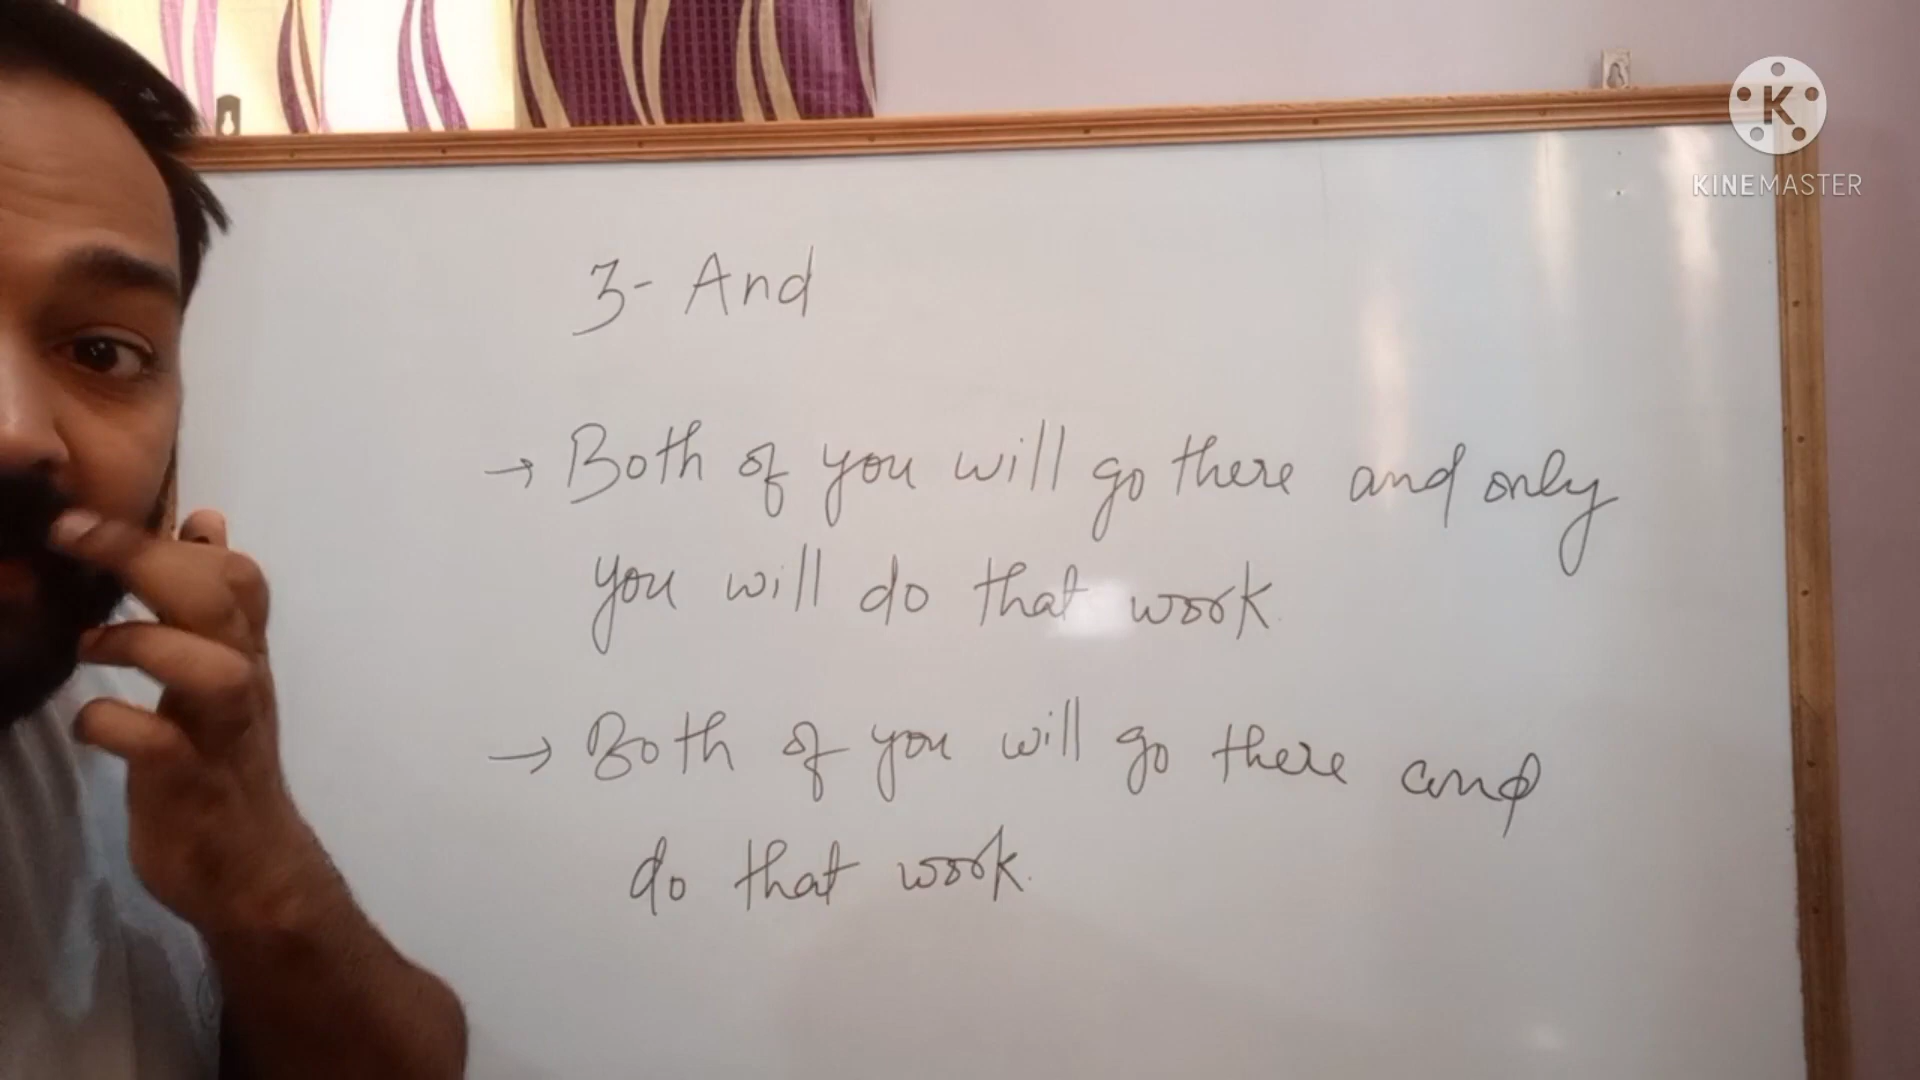 K
KINEMASTER
3- And
→ Both of you will go there and only
you will do that work.
→ Both of you will go there and
do that work.